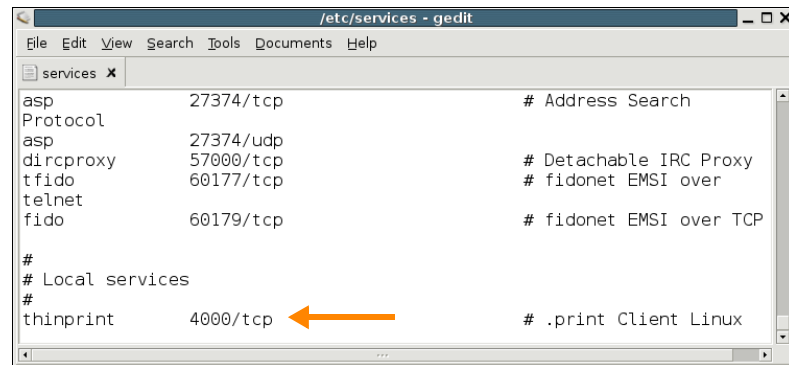 /etc/services - gedit
File Edit View Search Tools Documents Help
services
asp 27374/tcp # Address Search
Protocol
asp 27374/udp
dircproxy 57000/tcp # Detachable IRC Proxy
tfido 60177/tcp # fidonet EMSI over
telnet
fido 60179/tcp # fidonet EMSI over TCP
#
# Local services
#
thinprint 4000/tcp # .print Client Linux